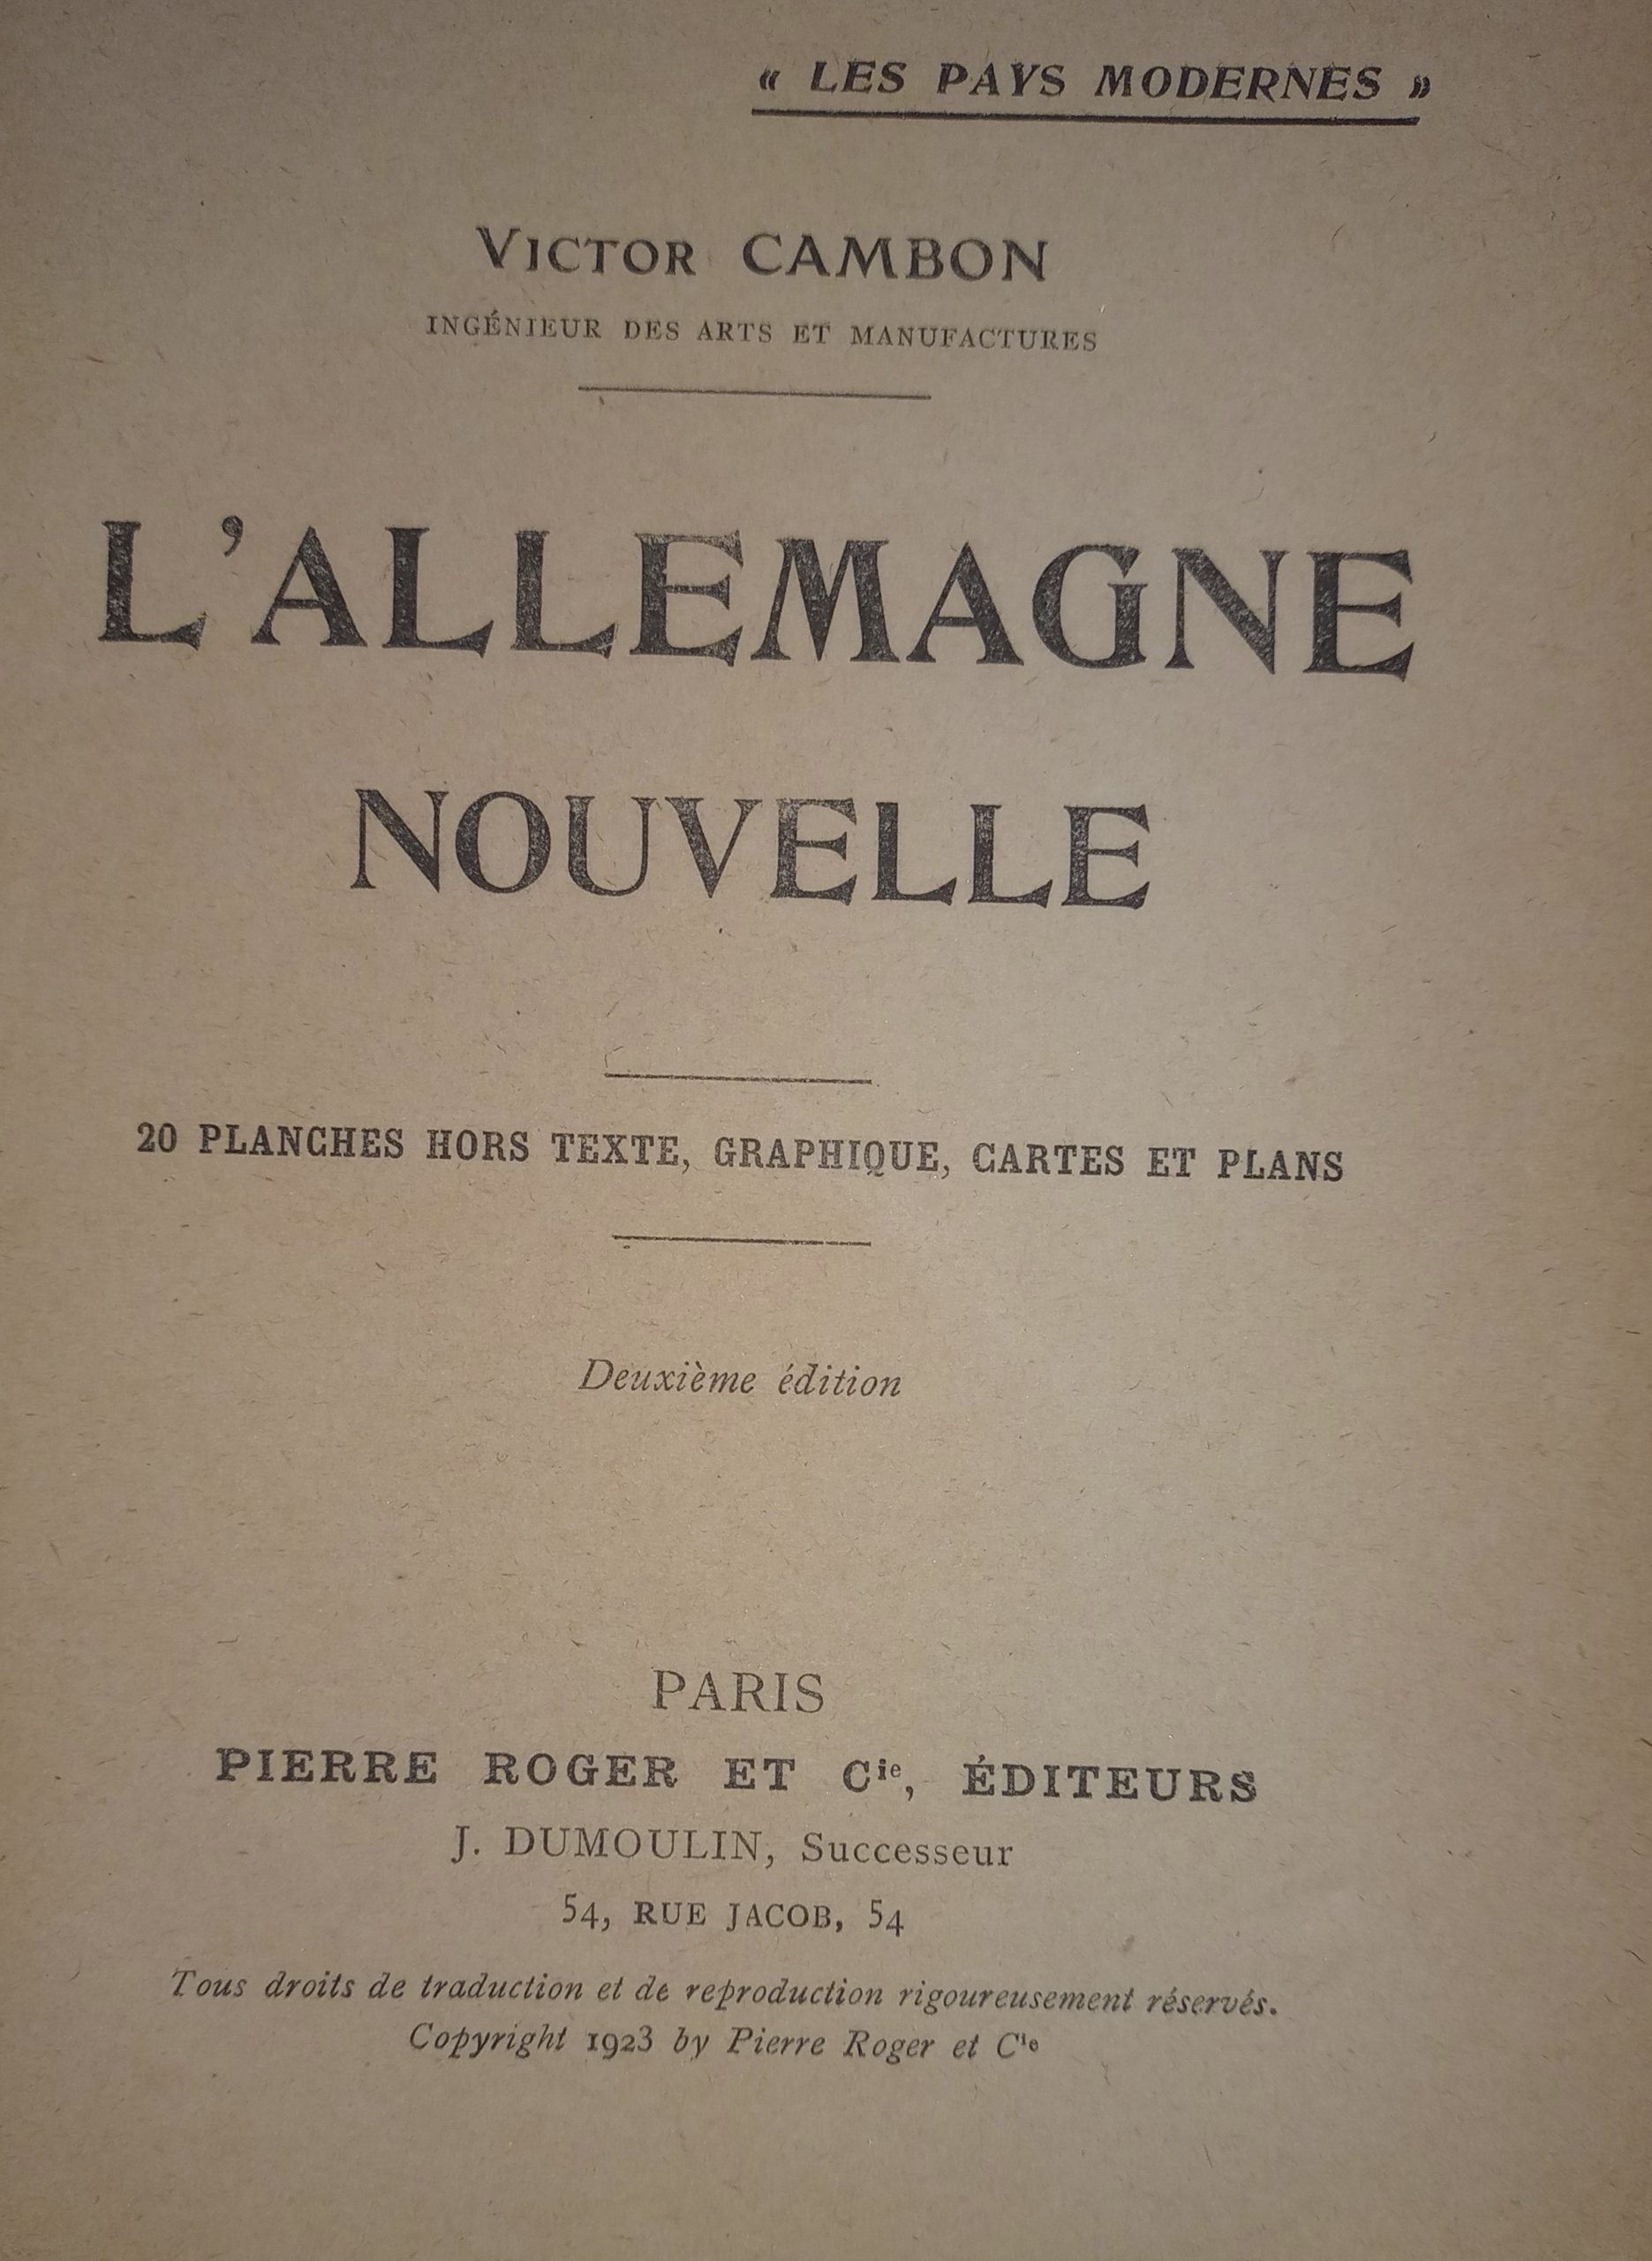 « LES PAYS MODERNES »
VICTOR CAMBON
INGÉNIEUR DES ARTS ET MANUFACTURES
L'ALLEMAGNE
NOUVELLE
20 PLANCHES HORS TEXTE, GRAPHIQUE, CARTES ET PLANS
Deuxième édition
PARIS
PIERRE ROGER ET Cie, ÉDITEURS
J. DUMOULIN, Successeur
54, RUE JACOB, 54
Tous droits de traduction et de reproduction rigoureusement réservés.
Copyright 1923 by Pierre Roger et Cie